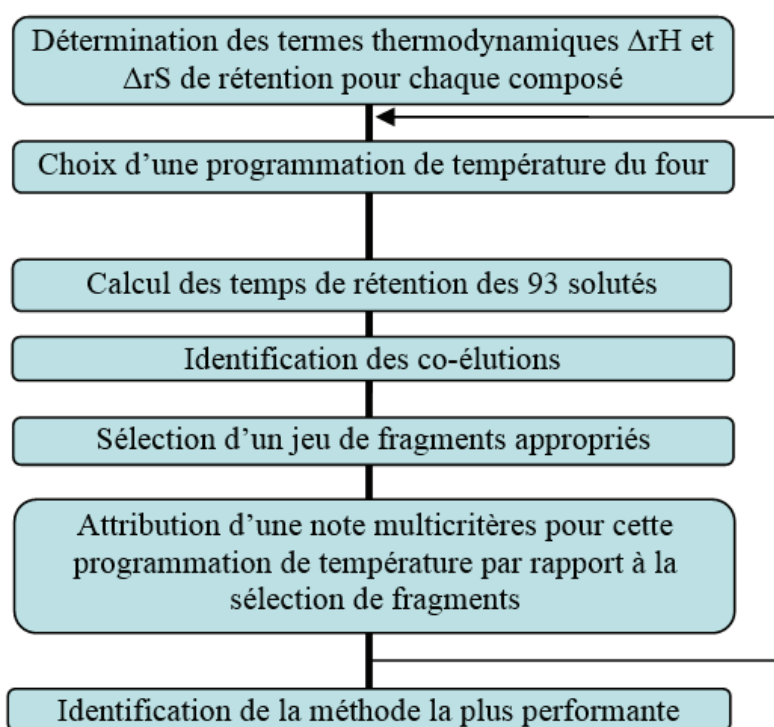 Détermination des termes thermodynamiques ΔrH et
ΔrS de rétention pour chaque composé
Choix d’une programmation de température du four
Calcul des temps de rétention des 93 solutés
Identification des co-élutions
Sélection d’un jeu de fragments appropriés
Attribution d’une note multicritères pour cette
programmation de température par rapport à la
sélection de fragments
Identification de la méthode la plus performante